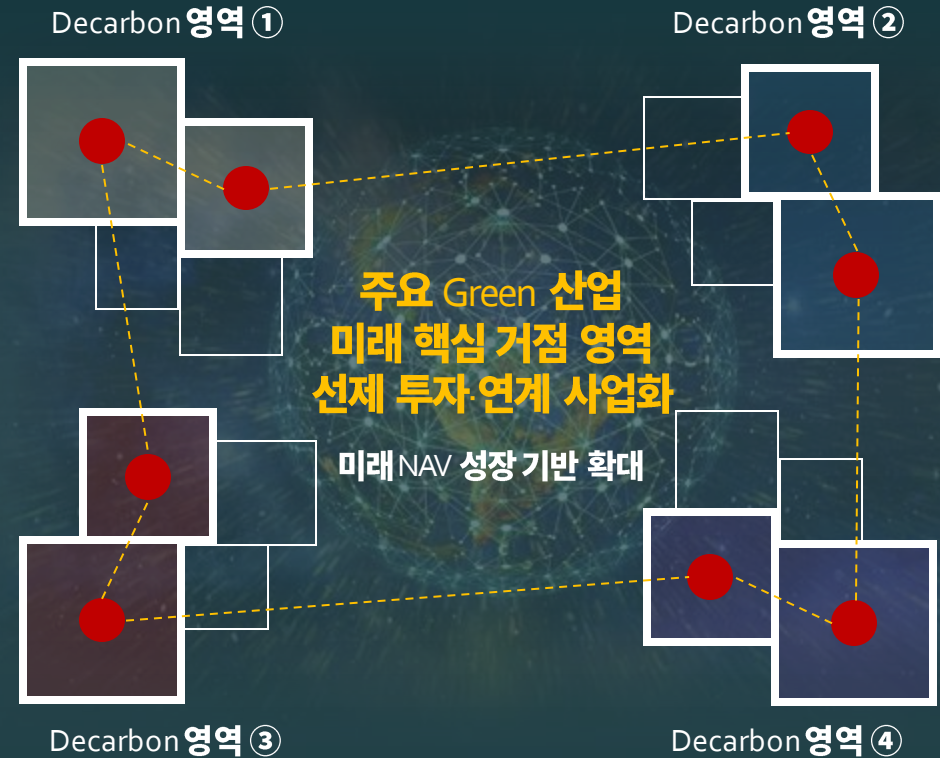 Decarbon 영역 ①
Decarbon 영역 ②
주요 Green 산업
미래 핵심 거점 영역
선제 투자·연계 사업화
미래 NAV 성장 기반 확대
Decarbon 영역 ③
Decarbon 영역 ④